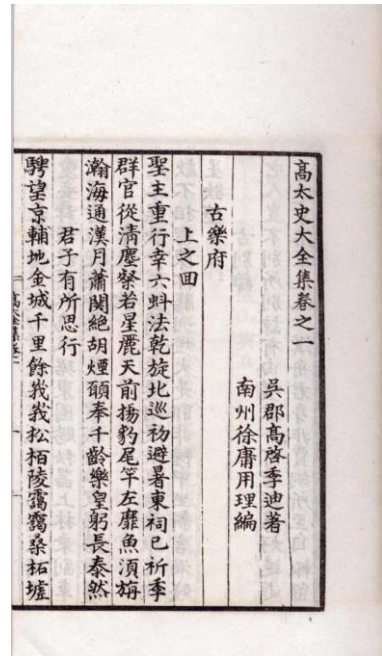 高太史大全集卷之一
吳郡高啓季迪著
南州徐庸用理編
古樂府
上之回
聖主重行幸六蚪法乾旋北巡初避暑東祠已祈季
群官從清塵粲若星麗天前揚豹尾竿左靡魚湏旃
瀚海通漢月蕭關絶胡煙頤奉千齡樂皇躬長泰然
君子有所思行
騁望京輔地金城千里餘峩峩松栢陵靄靄桑柘墟